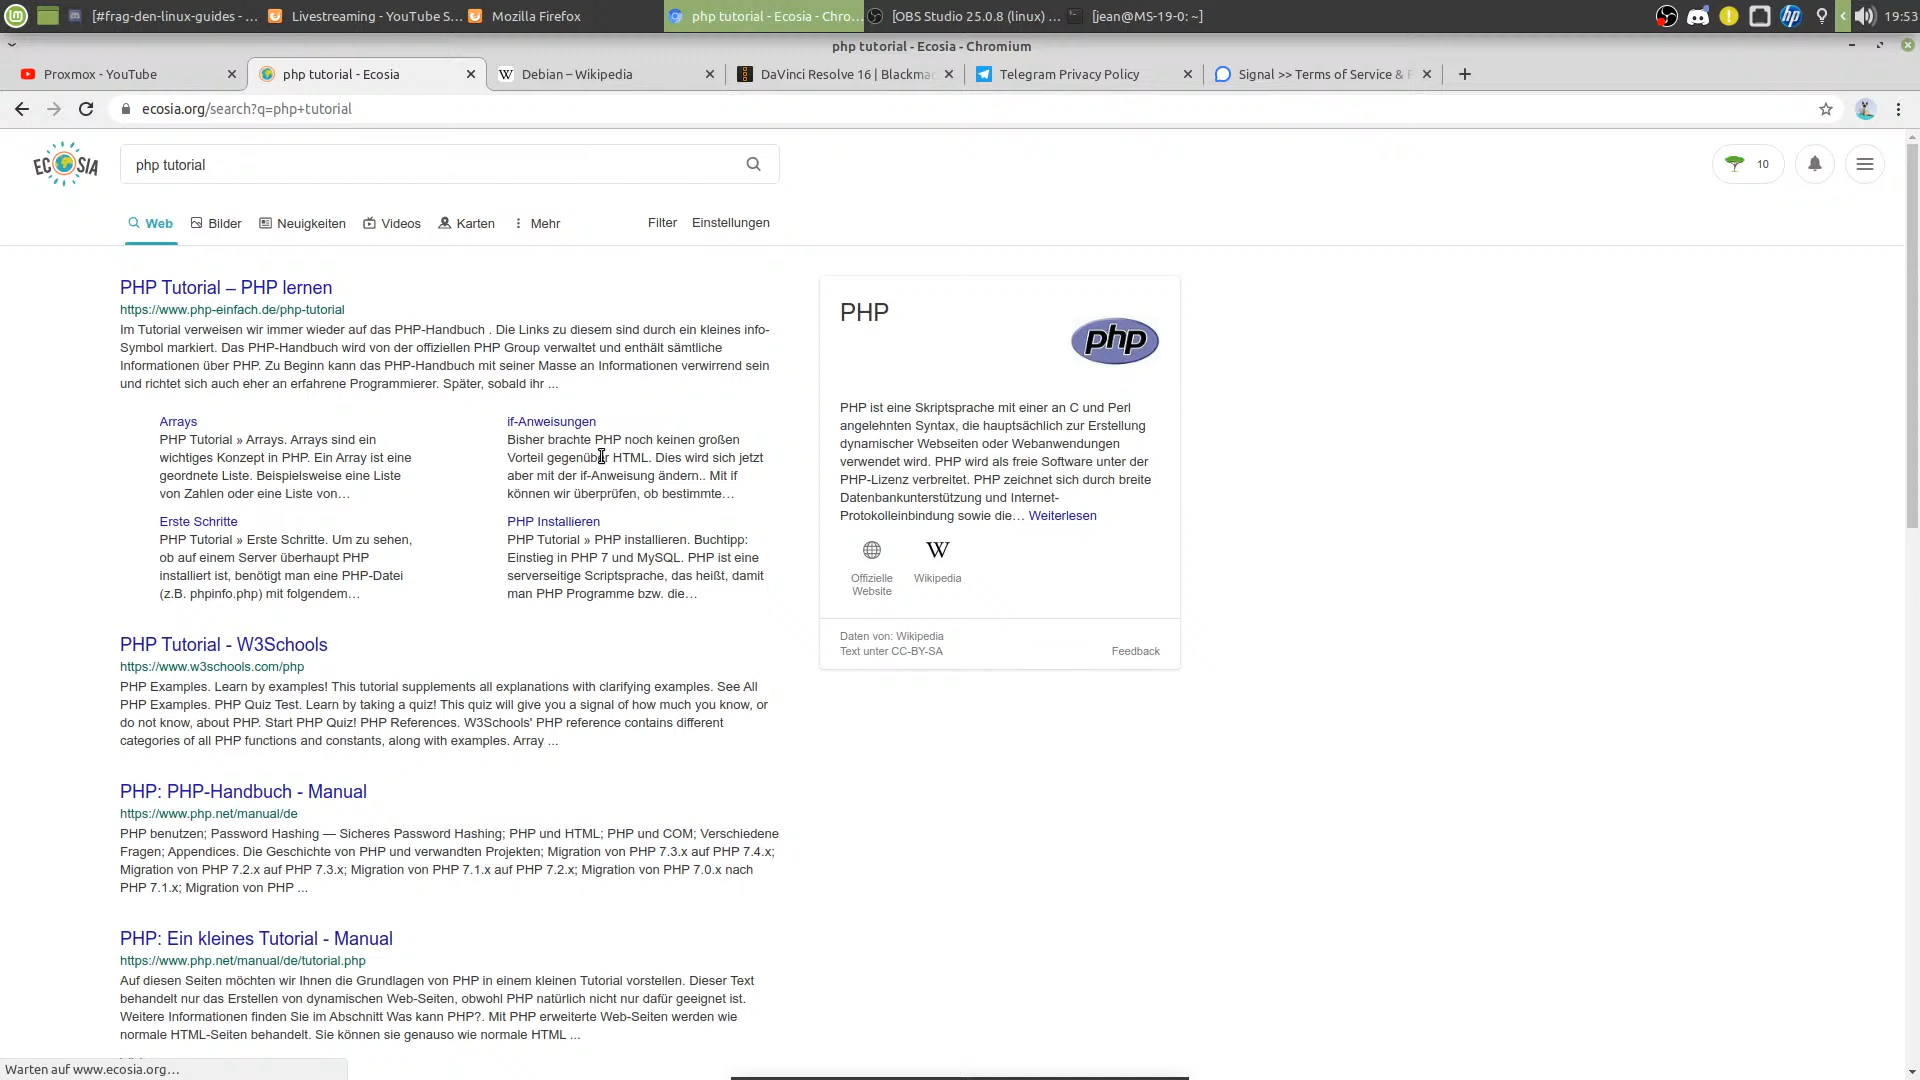 [#frag-den-linux-guides - ...
Livestreaming - YouTube S...
Mozilla Firefox
php tutorial - Ecosia - Chro...
[OBS Studio 25.0.8 (linux) ...
[jean@MS-19-0: ~]
hp
19:53
php tutorial - Ecosia - Chromium
Proxmox - YouTube
php tutorial - Ecosia
W Debian – Wikipedia
DaVinci Resolve 16 | Blackma
Telegram Privacy Policy
Signal >> Terms of Service &
ecosia.org/search?q=php+tutorial
ECOSIA
php tutorial
10
Web
Bilder
Neuigkeiten
Videos
Karten
Mehr
Filter
Einstellungen
PHP Tutorial – PHP lernen
https://www.php-einfach.de/php-tutorial
Im Tutorial verweisen wir immer wieder auf das PHP-Handbuch . Die Links zu diesem sind durch ein kleines info-
Symbol markiert. Das PHP-Handbuch wird von der offiziellen PHP Group verwaltet und enthält sämtliche
Informationen über PHP. Zu Beginn kann das PHP-Handbuch mit seiner Masse an Informationen verwirrend sein
und richtet sich auch eher an erfahrene Programmierer. Später, sobald ihr ...
Arrays
PHP Tutorial » Arrays. Arrays sind ein
wichtiges Konzept in PHP. Ein Array ist eine
geordnete Liste. Beispielsweise eine Liste
von Zahlen oder eine Liste von…
if-Anweisungen
Bisher brachte PHP noch keinen großen
Vorteil gegenüber HTML. Dies wird sich jetzt
aber mit der if-Anweisung ändern.. Mit if
können wir überprüfen, ob bestimmte…
Erste Schritte
PHP Tutorial » Erste Schritte. Um zu sehen,
ob auf einem Server überhaupt PHP
installiert ist, benötigt man eine PHP-Datei
(z.B. phpinfo.php) mit folgendem…
PHP Installieren
PHP Tutorial » PHP installieren. Buchtipp:
Einstieg in PHP 7 und MySQL. PHP ist eine
serverseitige Scriptsprache, das heißt, damit
man PHP Programme bzw. die…
PHP Tutorial - W3Schools
https://www.w3schools.com/php
PHP Examples. Learn by examples! This tutorial supplements all explanations with clarifying examples. See All
PHP Examples. PHP Quiz Test. Learn by taking a quiz! This quiz will give you a signal of how much you know, or
do not know, about PHP. Start PHP Quiz! PHP References. W3Schools' PHP reference contains different
categories of all PHP functions and constants, along with examples. Array ...
PHP: PHP-Handbuch - Manual
https://www.php.net/manual/de
PHP benutzen; Password Hashing — Sicheres Password Hashing; PHP und HTML; PHP und COM; Verschiedene
Fragen; Appendices. Die Geschichte von PHP und verwandten Projekten; Migration von PHP 7.3.x auf PHP 7.4.x;
Migration von PHP 7.2.x auf PHP 7.3.x; Migration von PHP 7.1.x auf PHP 7.2.x; Migration von PHP 7.0.x nach
PHP 7.1.x; Migration von PHP ...
PHP: Ein kleines Tutorial - Manual
https://www.php.net/manual/de/tutorial.php
Auf diesen Seiten möchten wir Ihnen die Grundlagen von PHP in einem kleinen Tutorial vorstellen. Dieser Text
behandelt nur das Erstellen von dynamischen Web-Seiten, obwohl PHP natürlich nicht nur dafür geeignet ist.
Weitere Informationen finden Sie im Abschnitt Was kann PHP?. Mit PHP erweiterte Web-Seiten werden wie
normale HTML-Seiten behandelt. Sie können sie genauso wie normale HTML ...
PHP
php
PHP ist eine Skriptsprache mit einer an C und Perl
angelehnten Syntax, die hauptsächlich zur Erstellung
dynamischer Webseiten oder Webanwendungen
verwendet wird. PHP wird als freie Software unter der
PHP-Lizenz verbreitet. PHP zeichnet sich durch breite
Datenbankunterstützung und Internet-
Protokolleinbindung sowie die… Weiterlesen
W
Offizielle
Website
Wikipedia
Daten von: Wikipedia
Text unter CC-BY-SA
Feedback
Warten auf www.ecosia.org…